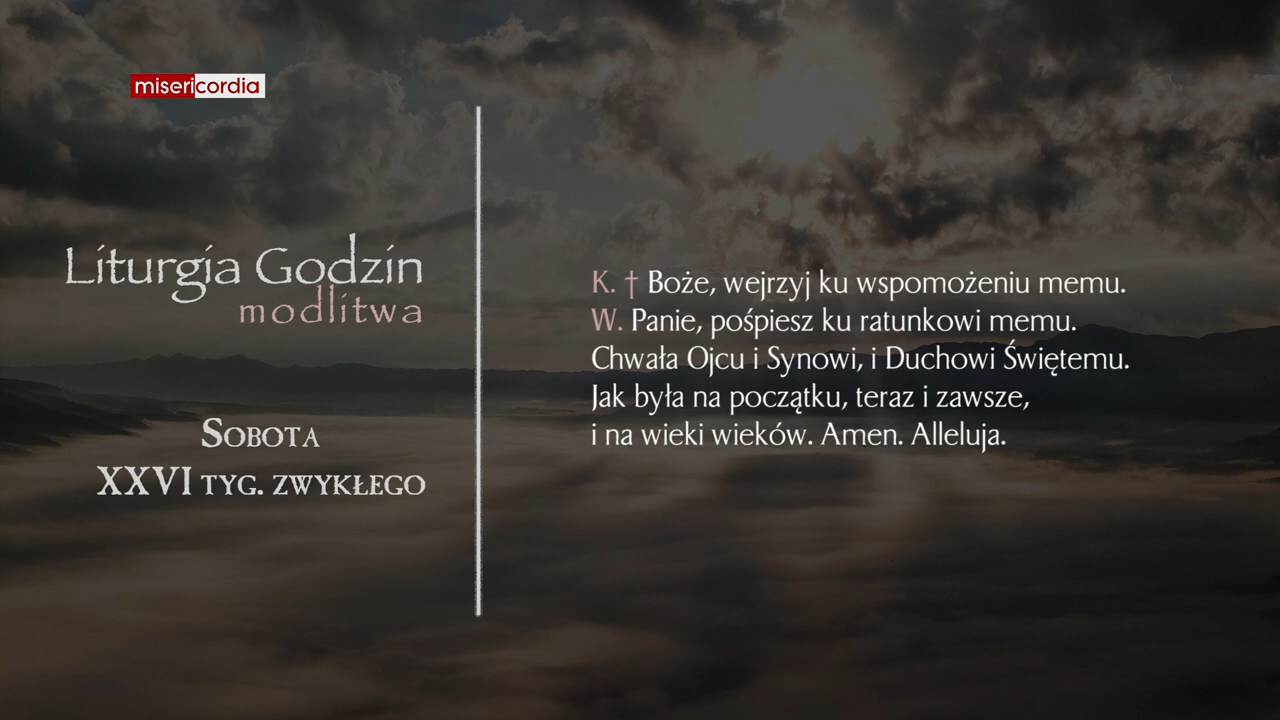 misericordia
Liturgia Godzin
modlitwa
Sobota
XXVI tyg. zwykłego
K. † Boże, wejrzyj ku wspomożeniu memu.
W. Panie, pośpiesz ku ratunkowi memu.
Chwała Ojcu i Synowi, i Duchowi Świętemu.
Jak była na początku, teraz i zawsze,
i na wieki wieków. Amen. Alleluja.